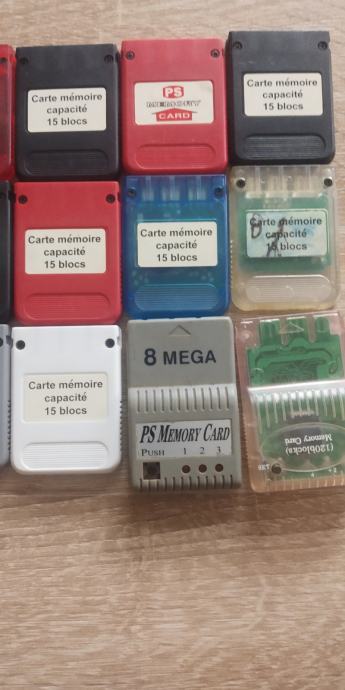 Carte mémoire
capacité
15 blocs
PS
MEMORY
CARD
Carte mémoire
capacité
15 blocs
Carte mémoire
capacité
15 blocs
Carte mémoire
capacité
15 blocs
Carte mémoire
capacité
15 blocs
Carte mémoire
capacité
15 blocs
8 MEGA
PS MEMORY CARD
PUSH 1 2 3
(120blocks)
Memory Card